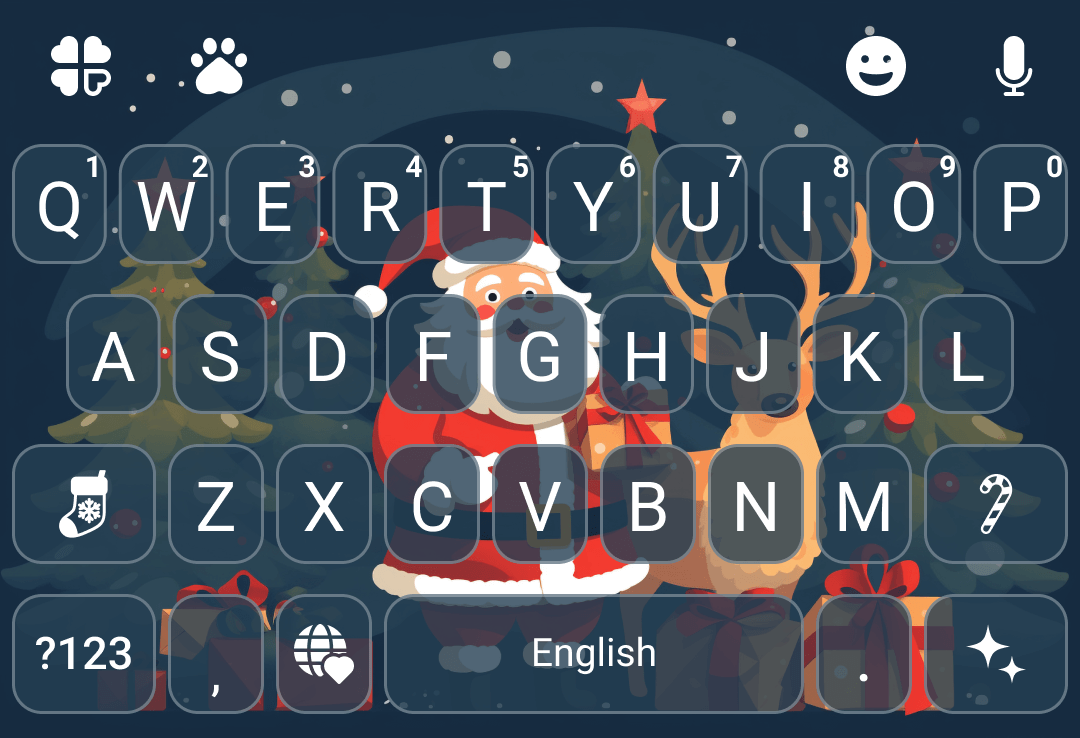 1 2 3 4 5 6 7 8 9 0
Q W E R T Y U I O P
A S D F G H J K L
Z X C V B N M
?123 , English .